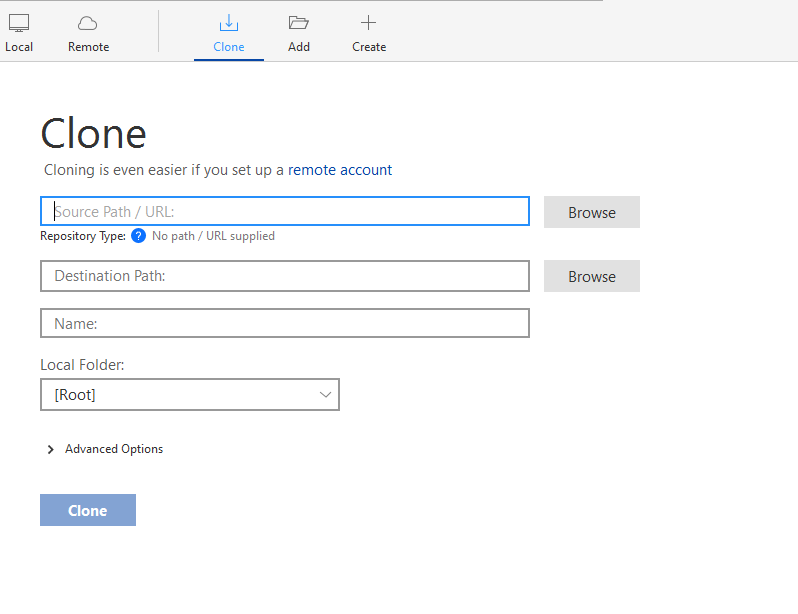 Local Remote Clone Add Create
Clone
Cloning is even easier if you set up a remote account
Source Path / URL: Browse
Repository Type: ? No path / URL supplied
Destination Path: Browse
Name:
Local Folder:
[Root]
Advanced Options
Clone